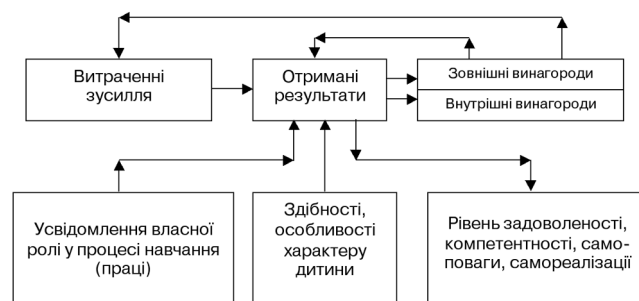 Витраченні
зусилля
Отримані
результати
Зовнішні винагороди
Внутрішні винагороди
Усвідомлення власної
ролі у процесі навчання
(праці)
Здібності,
особливості
характеру
дитини
Рівень задоволеності,
компетентності, само-
поваги, самореалізації